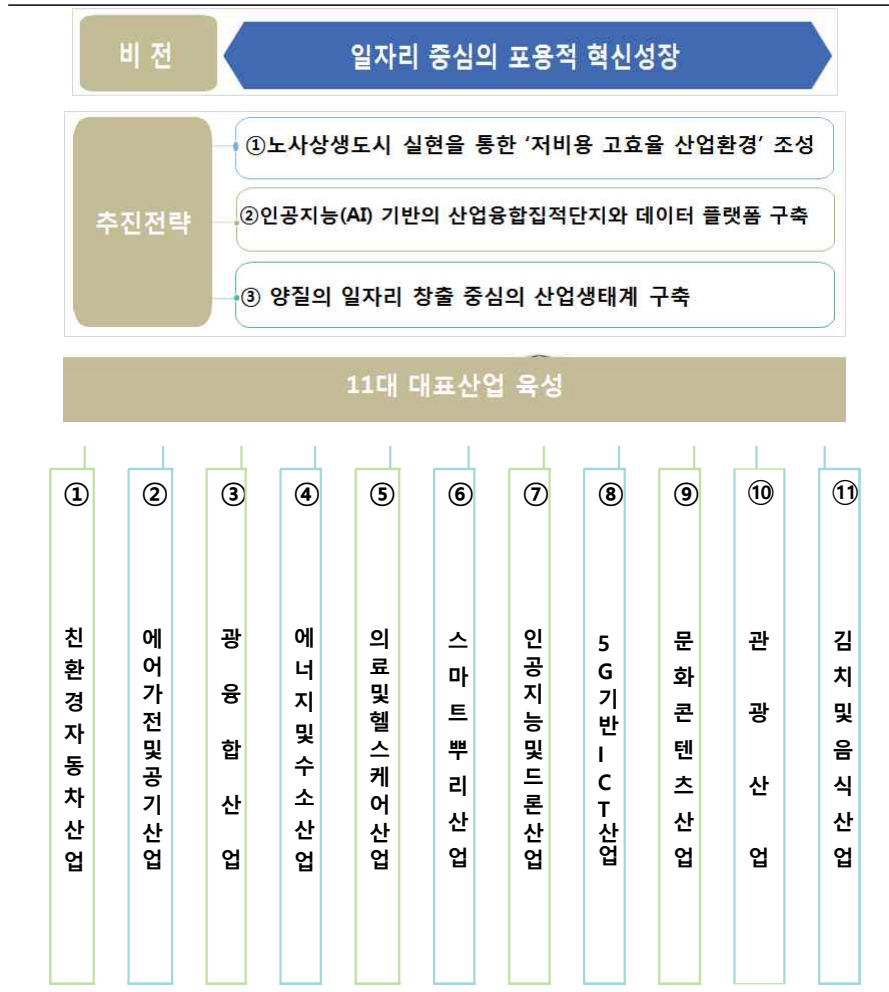 비 전
일자리 중심의 포용적 혁신성장
추진전략
①노사상생도시 실현을 통한 ‘저비용 고효율 산업환경’ 조성
②인공지능(AI) 기반의 산업융합집적단지와 데이터 플랫폼 구축
③ 양질의 일자리 창출 중심의 산업생태계 구축
11대 대표산업 육성
①
친환경자동차산업
②
에어가전및공기산업
③
광융합산업
④
에너지및수소산업
⑤
의료및헬스케어산업
⑥
스마트뿌리산업
⑦
인공지능및드론산업
⑧
5G기반ICT산업
⑨
문화콘텐츠산업
⑩
관광산업
⑪
김치및음식산업